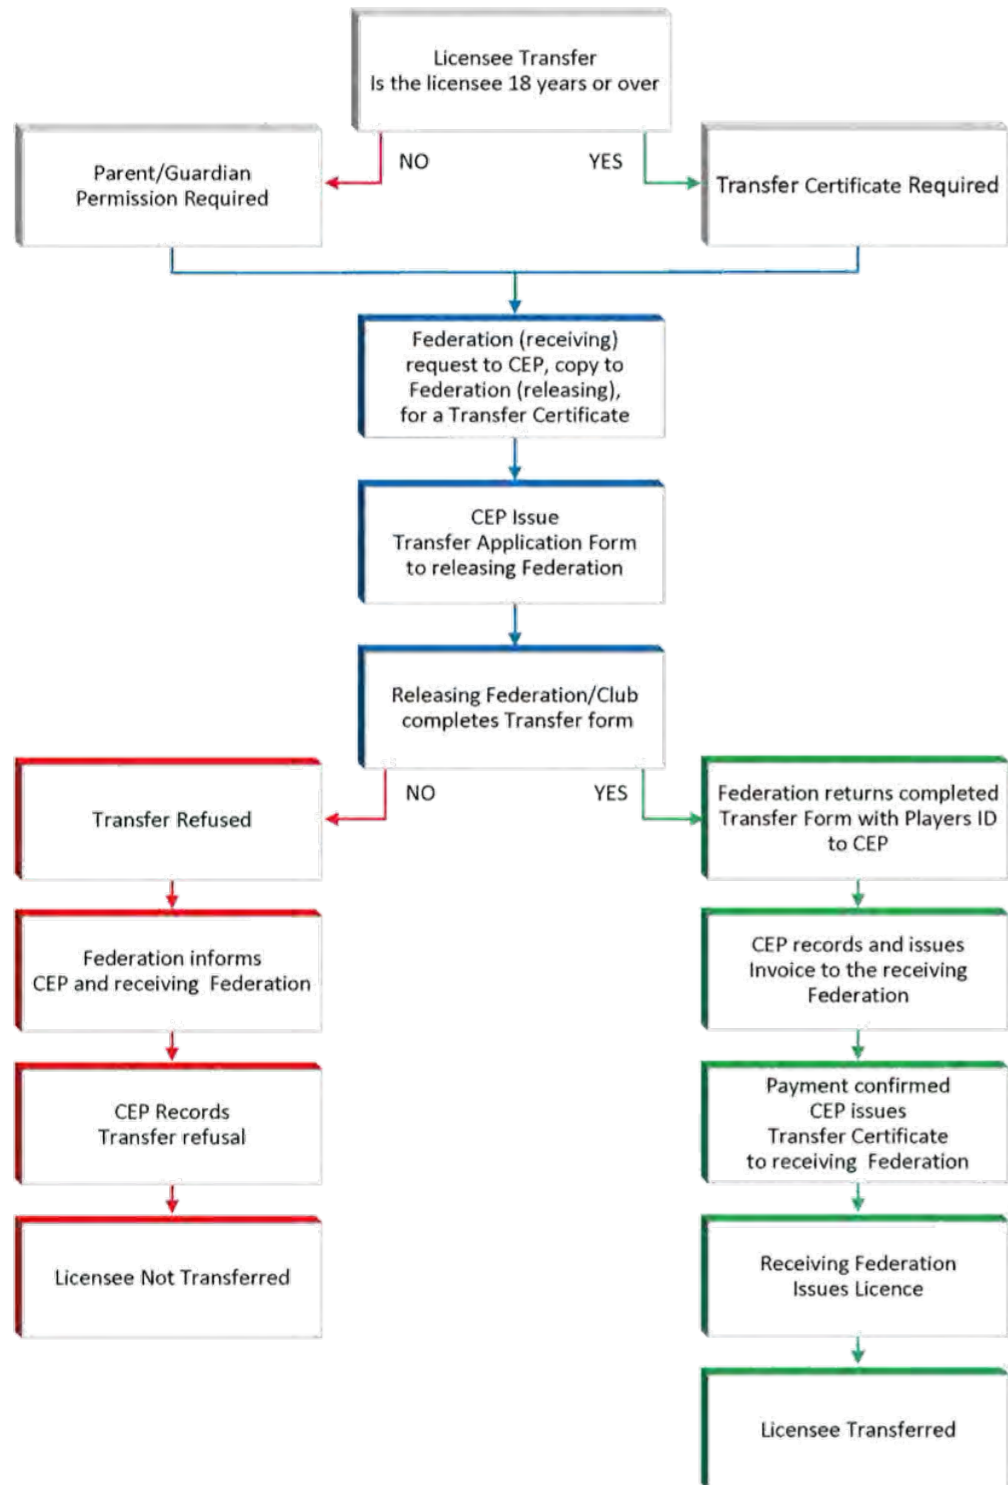 Licensee Transfer
Is the licensee 18 years or over
NO
YES
Parent/Guardian
Permission Required
Transfer Certificate Required
Federation (receiving)
request to CEP, copy to
Federation (releasing),
for a Transfer Certificate
CEP Issue
Transfer Application Form
to releasing Federation
Releasing Federation/Club
completes Transfer form
NO
YES
Transfer Refused
Federation returns completed
Transfer Form with Players ID
to CEP
Federation informs
CEP and receiving Federation
CEP records and issues
Invoice to the receiving
Federation
CEP Records
Transfer refusal
Payment confirmed
CEP issues
Transfer Certificate
to receiving Federation
Licensee Not Transferred
Receiving Federation
Issues Licence
Licensee Transferred